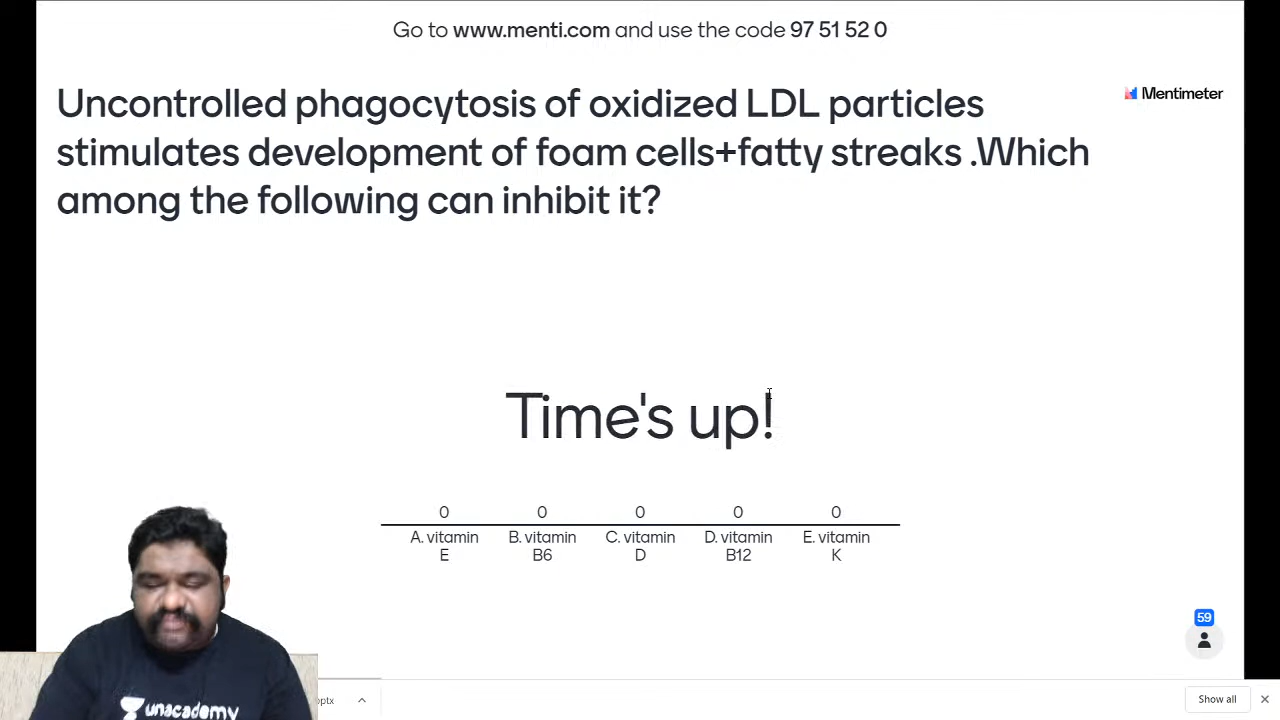 Go to www.menti.com and use the code 97 51 52 0
Uncontrolled phagocytosis of oxidized LDL particles
stimulates development of foam cells+fatty streaks .Which
among the following can inhibit it?
Mentimeter
Time's up!
0 0 0 0 0
A. vitamin B. vitamin C. vitamin D. vitamin E. vitamin
E B6 D B12 K
59
unacademy
optx
Show all